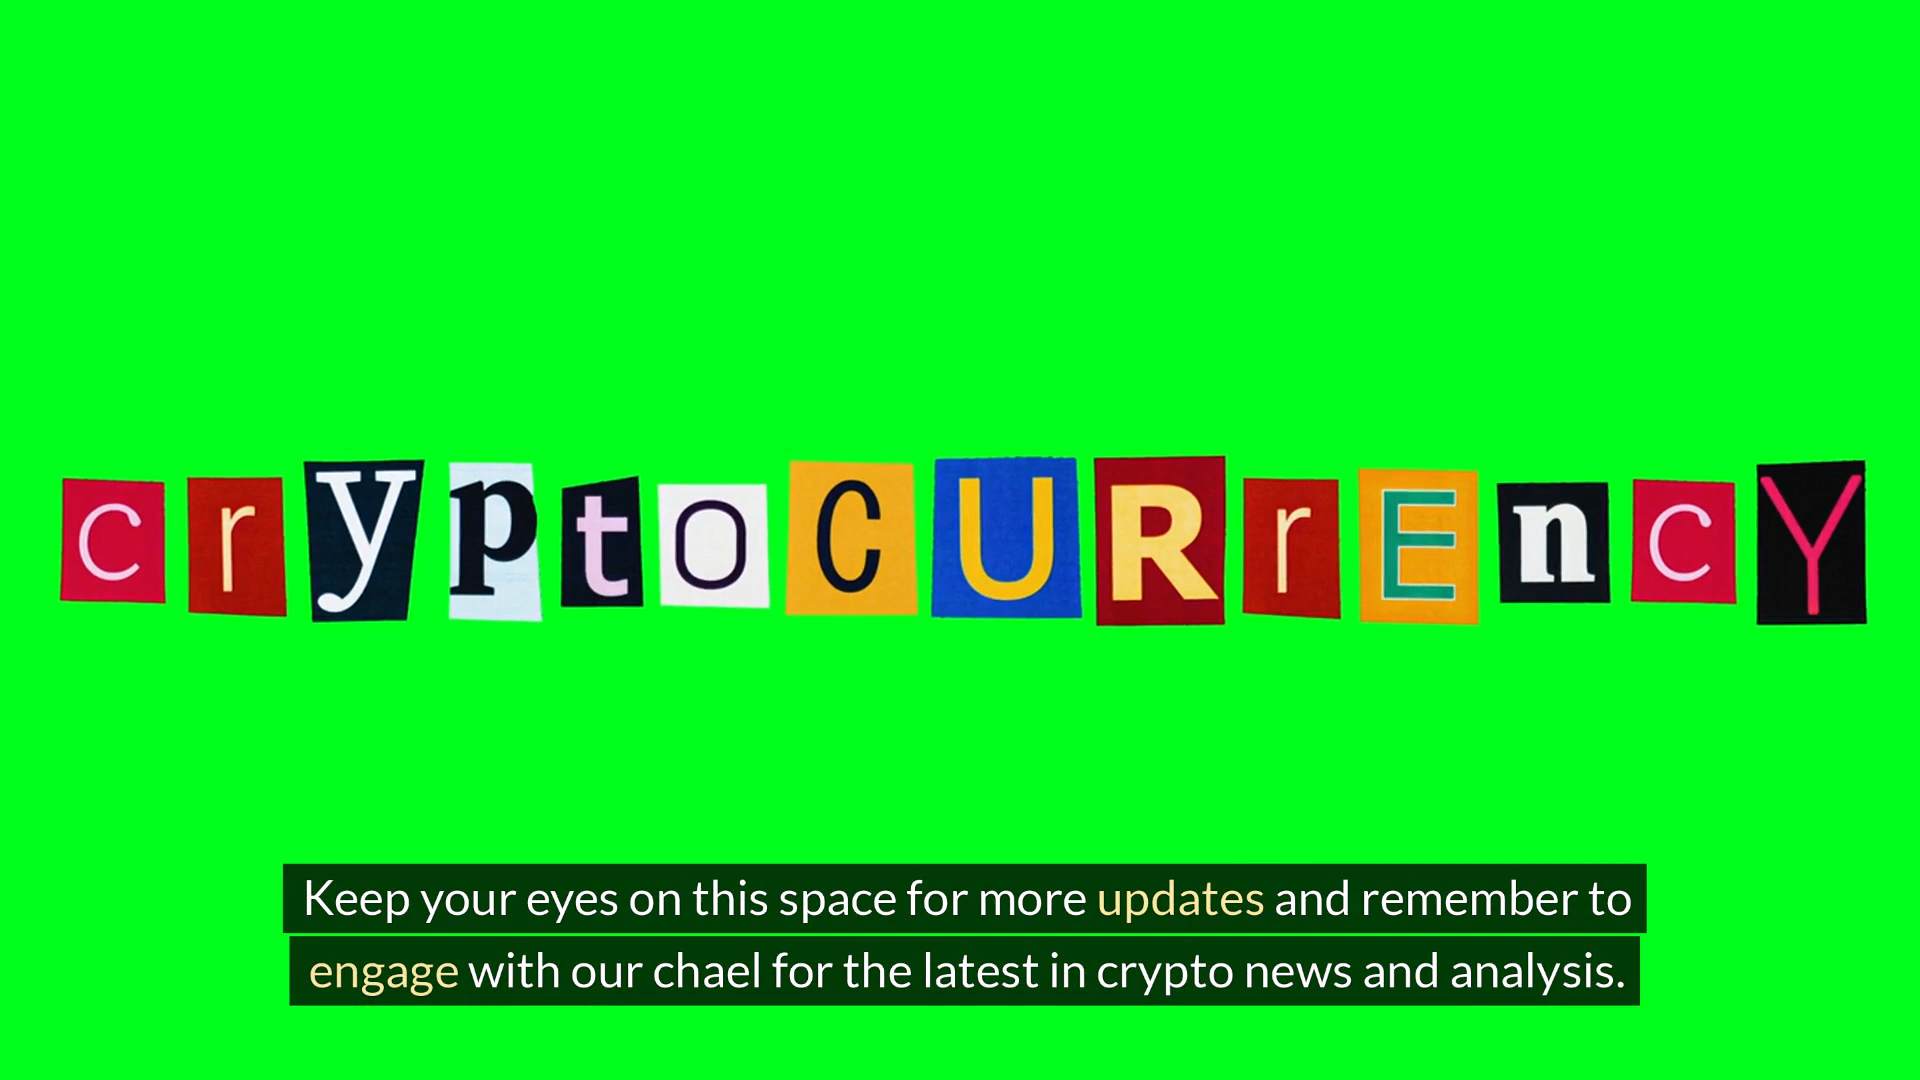 cryptoCURrEncY
Keep your eyes on this space for more updates and remember to
engage with our chael for the latest in crypto news and analysis.